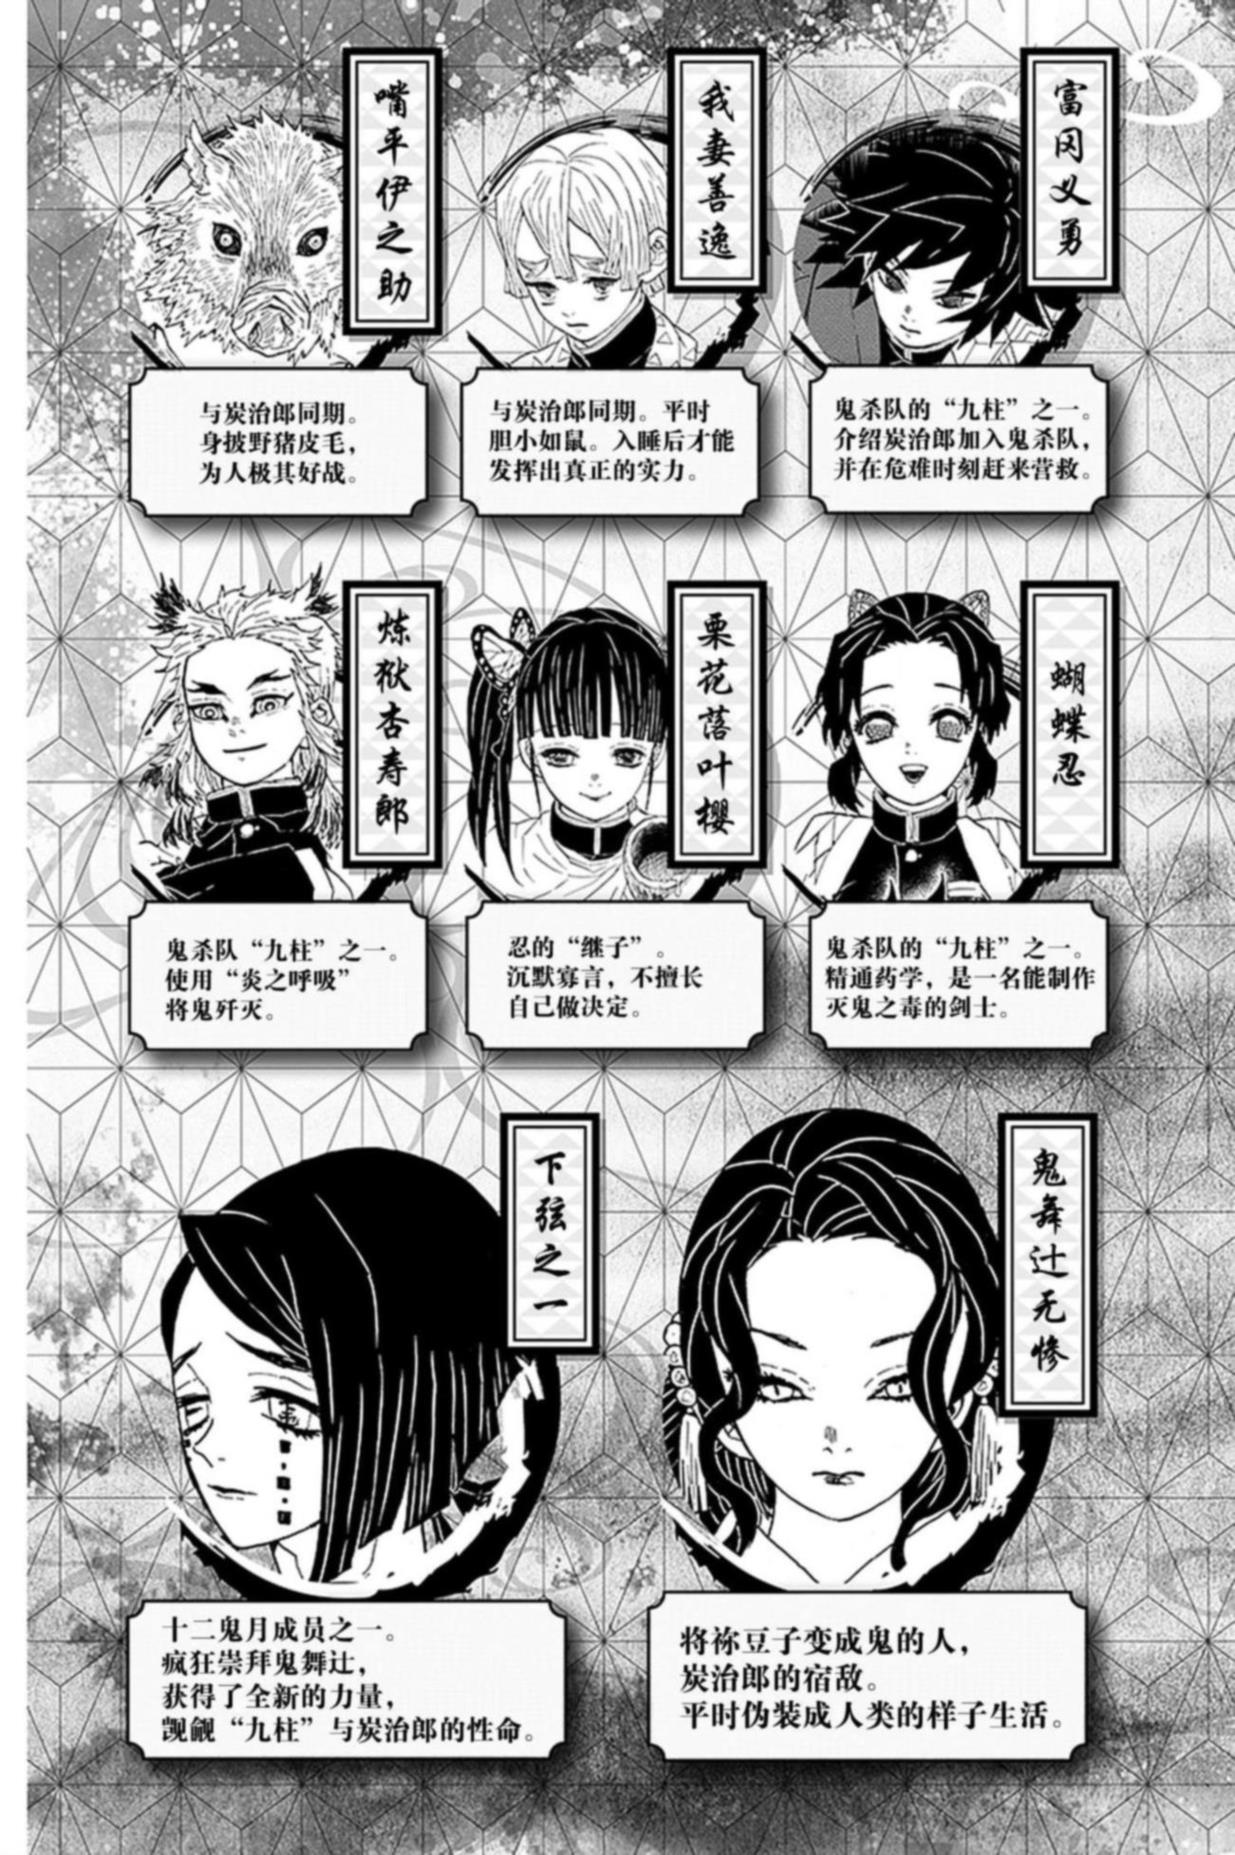 富冈义勇
鬼杀队的“九柱”之一。
介绍炭治郎加入鬼杀队，
并在危难时刻赶来营救。
我妻善逸
与炭治郎同期。平时
胆小如鼠。入睡后才能
发挥出真正的实力。
嘴平伊之助
与炭治郎同期。
身披野猪皮毛，
为人极其好战。
蝴蝶忍
鬼杀队的“九柱”之一。
精通药学，是一名能制作
灭鬼之毒的剑士。
栗花落叶樱
忍的“继子”。
沉默寡言，不擅长
自己做决定。
炼狱杏寿郎
鬼杀队“九柱”之一。
使用“炎之呼吸”
将鬼歼灭。
鬼舞辻无惨
将祢豆子变成鬼的人，
炭治郎的宿敌。
平时伪装成人类的样子生活。
下弦之一
十二鬼月成员之一。
疯狂崇拜鬼舞辻，
获得了全新的力量，
觊觎“九柱”与炭治郎的性命。